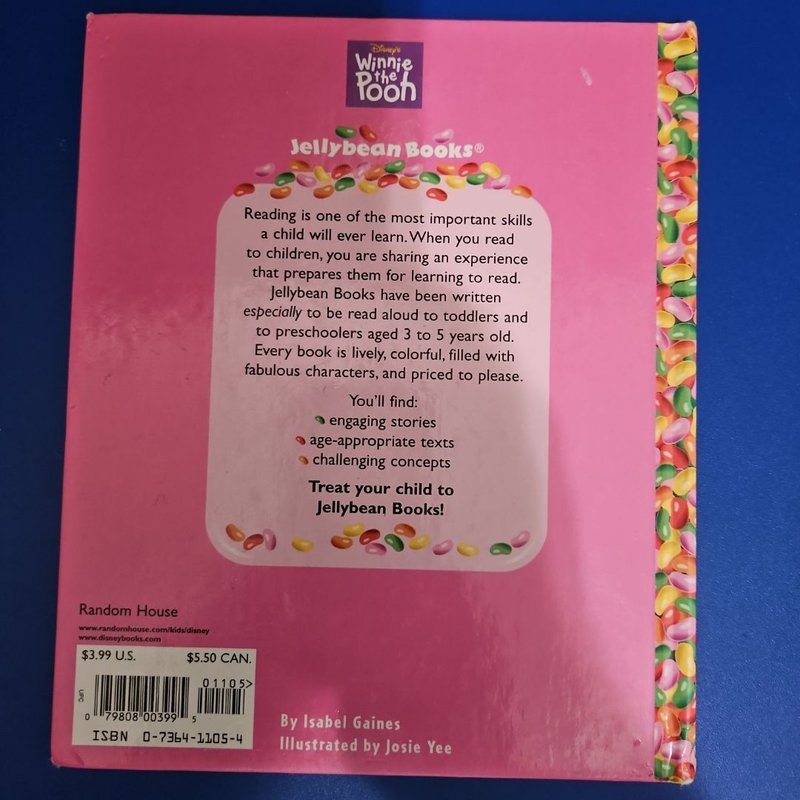 Disney's
Winnie
the
Pooh
Jellybean Books®
Reading is one of the most important skills
a child will ever learn. When you read
to children, you are sharing an experience
that prepares them for learning to read.
Jellybean Books have been written
especially to be read aloud to toddlers and
to preschoolers aged 3 to 5 years old.
Every book is lively, colorful, filled with
fabulous characters, and priced to please.
You'll find:
engaging stories
age-appropriate texts
challenging concepts
Treat your child to
Jellybean Books!
Random House
www.randomhouse.com/kids/disney
www.disneybooks.com
$3.99 U.S. $5.50 CAN.
01105>
UPC
0 79808 00399 5
ISBN 0-7364-1105-4
By Isabel Gaines
Illustrated by Josie Yee